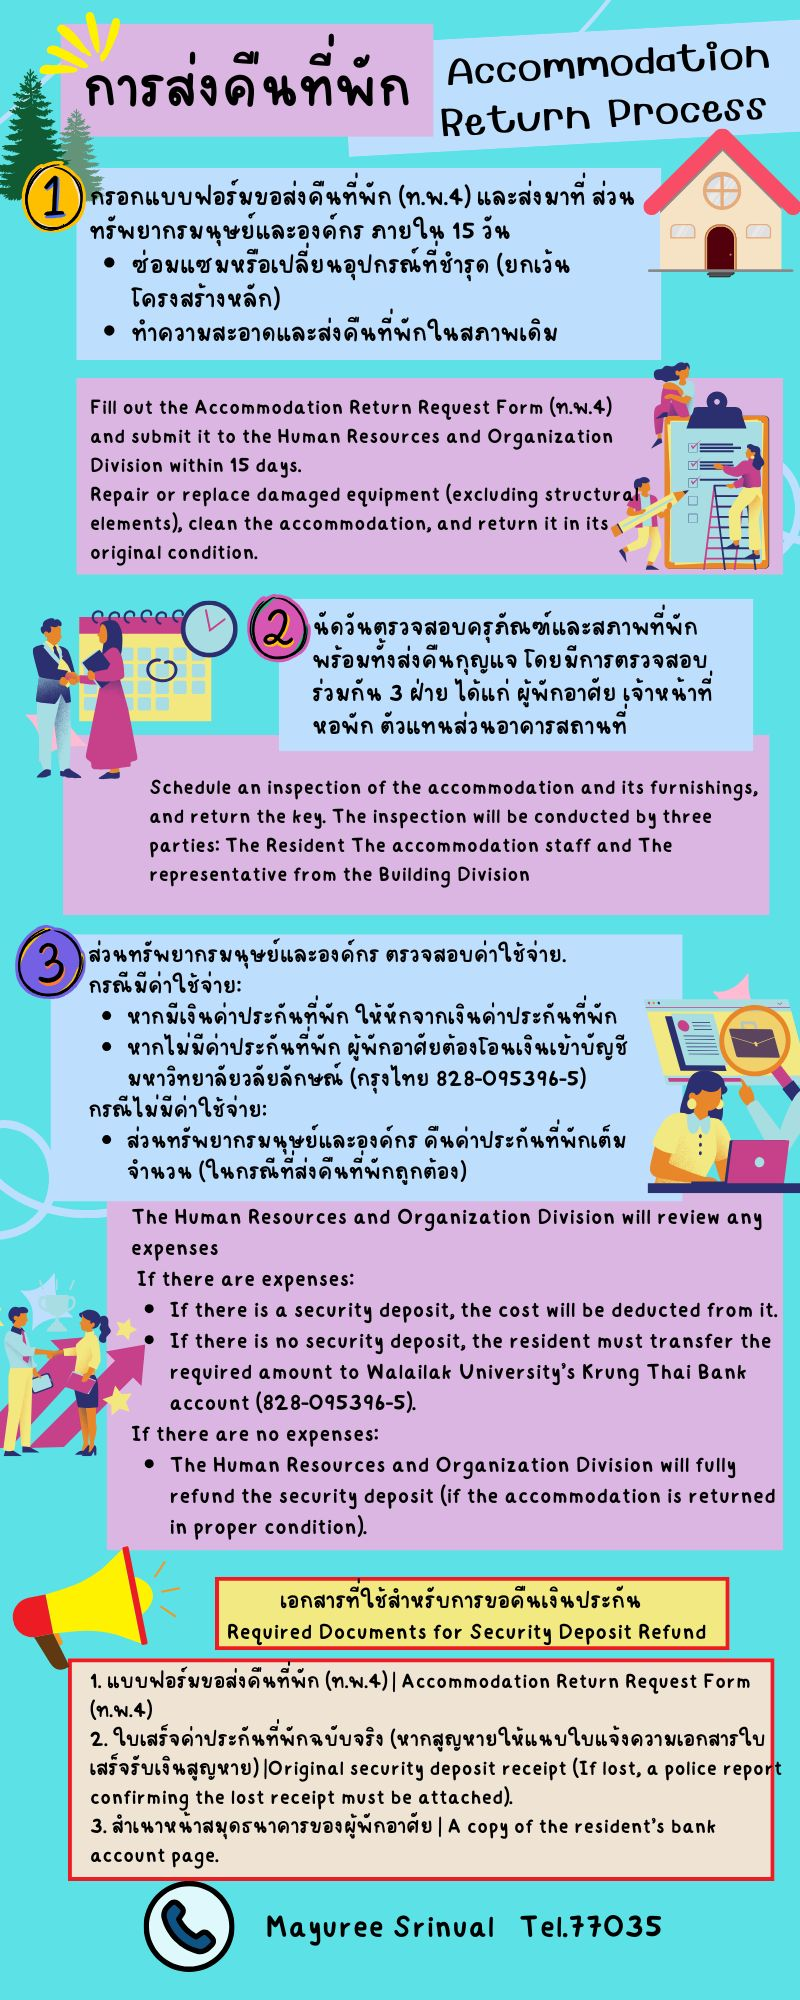 การส่งคืนที่พัก
Accommodation
Return Process
1
กรอกแบบฟอร์มขอส่งคืนที่พัก (ท.พ.4) และส่งมาที่ ส่วน
ทรัพยากรมนุษย์และองค์กร ภายใน 15 วัน
• ซ่อมแซมหรือเปลี่ยนอุปกรณ์ที่ชำรุด (ยกเว้น
โครงสร้างหลัก)
• ทำความสะอาดและส่งคืนที่พักในสภาพเดิม
Fill out the Accommodation Return Request Form (ท.พ.4)
and submit it to the Human Resources and Organization
Division within 15 days.
Repair or replace damaged equipment (excluding structural
elements), clean the accommodation, and return it in its
original condition.
2
นัดวันตรวจสอบครุภัณฑ์และสภาพที่พัก
พร้อมทั้งส่งคืนกุญแจ โดยมีการตรวจสอบ
ร่วมกัน 3 ฝ่าย ได้แก่ ผู้พักอาศัย เจ้าหน้าที่
หอพัก ตัวแทนส่วนอาคารสถานที่
Schedule an inspection of the accommodation and its furnishings,
and return the key. The inspection will be conducted by three
parties: The Resident The accommodation staff and The
representative from the Building Division
3
ส่วนทรัพยากรมนุษย์และองค์กร ตรวจสอบค่าใช้จ่าย.
กรณีมีค่าใช้จ่าย:
• หากมีเงินค่าประกันที่พัก ให้หักจากเงินค่าประกันที่พัก
• หากไม่มีค่าประกันที่พัก ผู้พักอาศัยต้องโอนเงินเข้าบัญชี
มหาวิทยาลัยวลัยลักษณ์ (กรุงไทย 828-095396-5)
กรณีไม่มีค่าใช้จ่าย:
• ส่วนทรัพยากรมนุษย์และองค์กร คืนค่าประกันที่พักเต็ม
จำนวน (ในกรณีที่ส่งคืนที่พักถูกต้อง)
The Human Resources and Organization Division will review any
expenses
If there are expenses:
• If there is a security deposit, the cost will be deducted from it.
• If there is no security deposit, the resident must transfer the
required amount to Walailak University's Krung Thai Bank
account (828-095396-5).
If there are no expenses:
• The Human Resources and Organization Division will fully
refund the security deposit (if the accommodation is returned
in proper condition).
เอกสารที่ใช้สำหรับการขอคืนเงินประกัน
Required Documents for Security Deposit Refund
1. แบบฟอร์มขอส่งคืนที่พัก (ท.พ.4) | Accommodation Return Request Form
(ท.พ.4)
2. ใบเสร็จค่าประกันที่พักฉบับจริง (หากสูญหายให้แนบใบแจ้งความเอกสารใบ
เสร็จรับเงินสูญหาย) |Original security deposit receipt (If lost, a police report
confirming the lost receipt must be attached).
3. สำเนาหน้าสมุดธนาคารของผู้พักอาศัย | A copy of the resident's bank
account page.
Mayuree Srinual Tel.77035